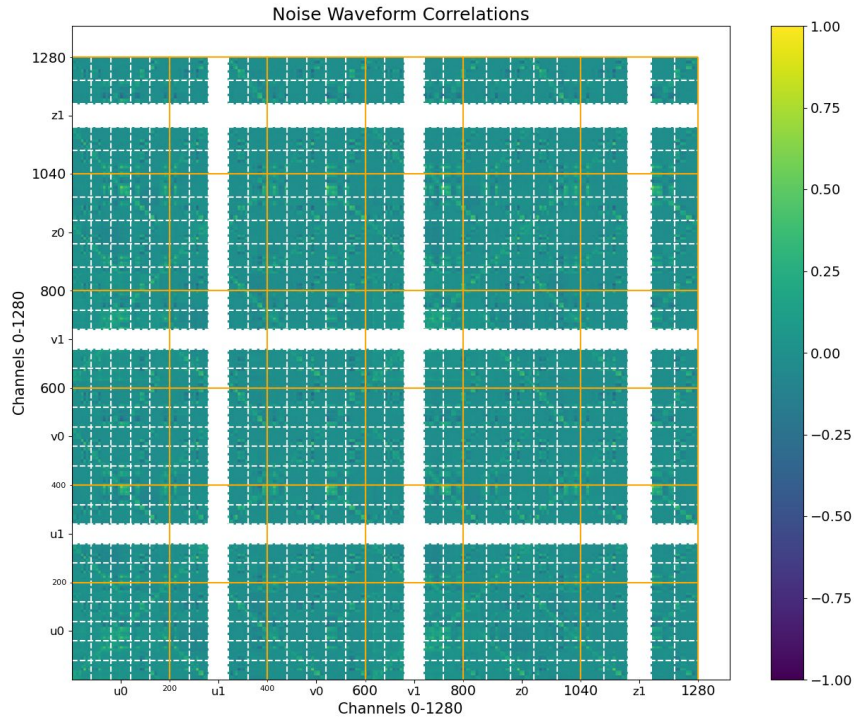 Noise Waveform Correlations
1280
z1
1040
z0
800
v1
600
v0
400
u1
200
u0
Channels 0-1280
u0 200 u1 400 v0 600 v1 800 z0 1040 z1 1280
Channels 0-1280
1.00
0.75
0.50
0.25
0.00
−0.25
−0.50
−0.75
−1.00